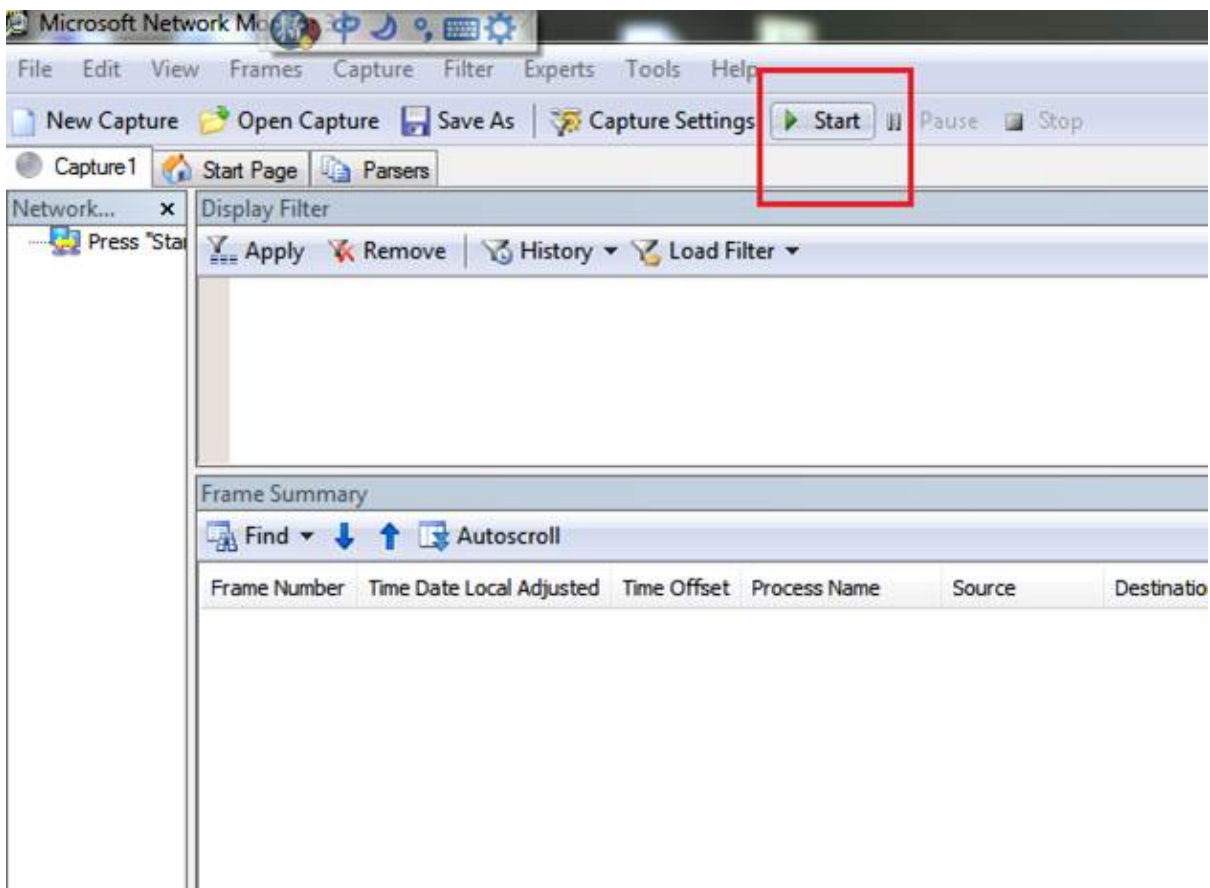 Microsoft Network Mo 中
File Edit View Frames Capture Filter Experts Tools Help
New Capture Open Capture Save As Capture Settings Start Pause Stop
Capture1 Start Page Parsers
Network... x Display Filter
Press "Star Apply Remove History Load Filter
Frame Summary
Find Autoscroll
Frame Number Time Date Local Adjusted Time Offset Process Name Source Destinatio